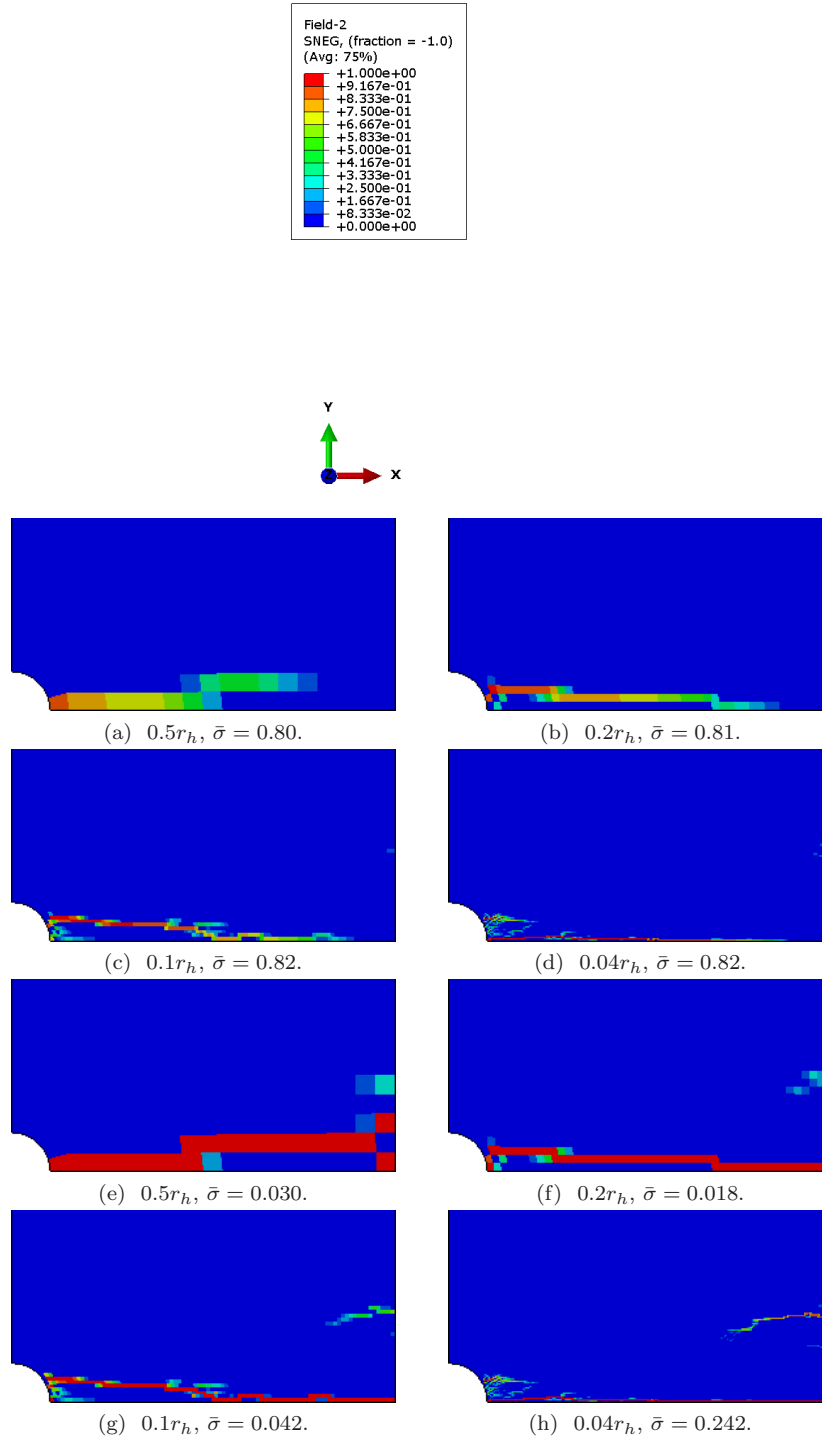 Field-2
SNEG, (fraction = -1.0)
(Avg: 75%)
+1.000e+00
+9.167e-01
+8.333e-01
+7.500e-01
+6.667e-01
+5.833e-01
+5.000e-01
+4.167e-01
+3.333e-01
+2.500e-01
+1.667e-01
+8.333e-02
+0.000e+00
Y
Z X
(a) 0.5r_h, σ̄ = 0.80.
(b) 0.2r_h, σ̄ = 0.81.
(c) 0.1r_h, σ̄ = 0.82.
(d) 0.04r_h, σ̄ = 0.82.
(e) 0.5r_h, σ̄ = 0.030.
(f) 0.2r_h, σ̄ = 0.018.
(g) 0.1r_h, σ̄ = 0.042.
(h) 0.04r_h, σ̄ = 0.242.